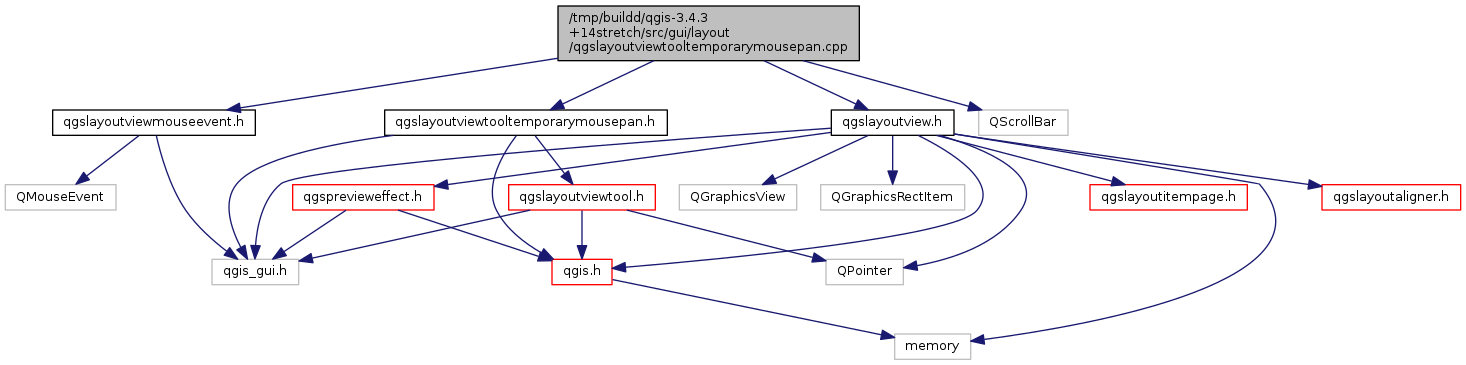 /tmp/buildd/qgis-3.4.3
+14stretch/src/gui/layout
/qgslayoutviewtooltemporarymousepan.cpp
qgslayoutviewmouseevent.h
qgslayoutviewtooltemporarymousepan.h
qgslayoutview.h
QScrollBar
QMouseEvent
qgspreviewеffect.h
qgslayoutviewtool.h
QGraphicsView
QGraphicsRectItem
qgslayoutitempage.h
qgslayoutaligner.h
qgis_gui.h
qgis.h
QPointer
memory